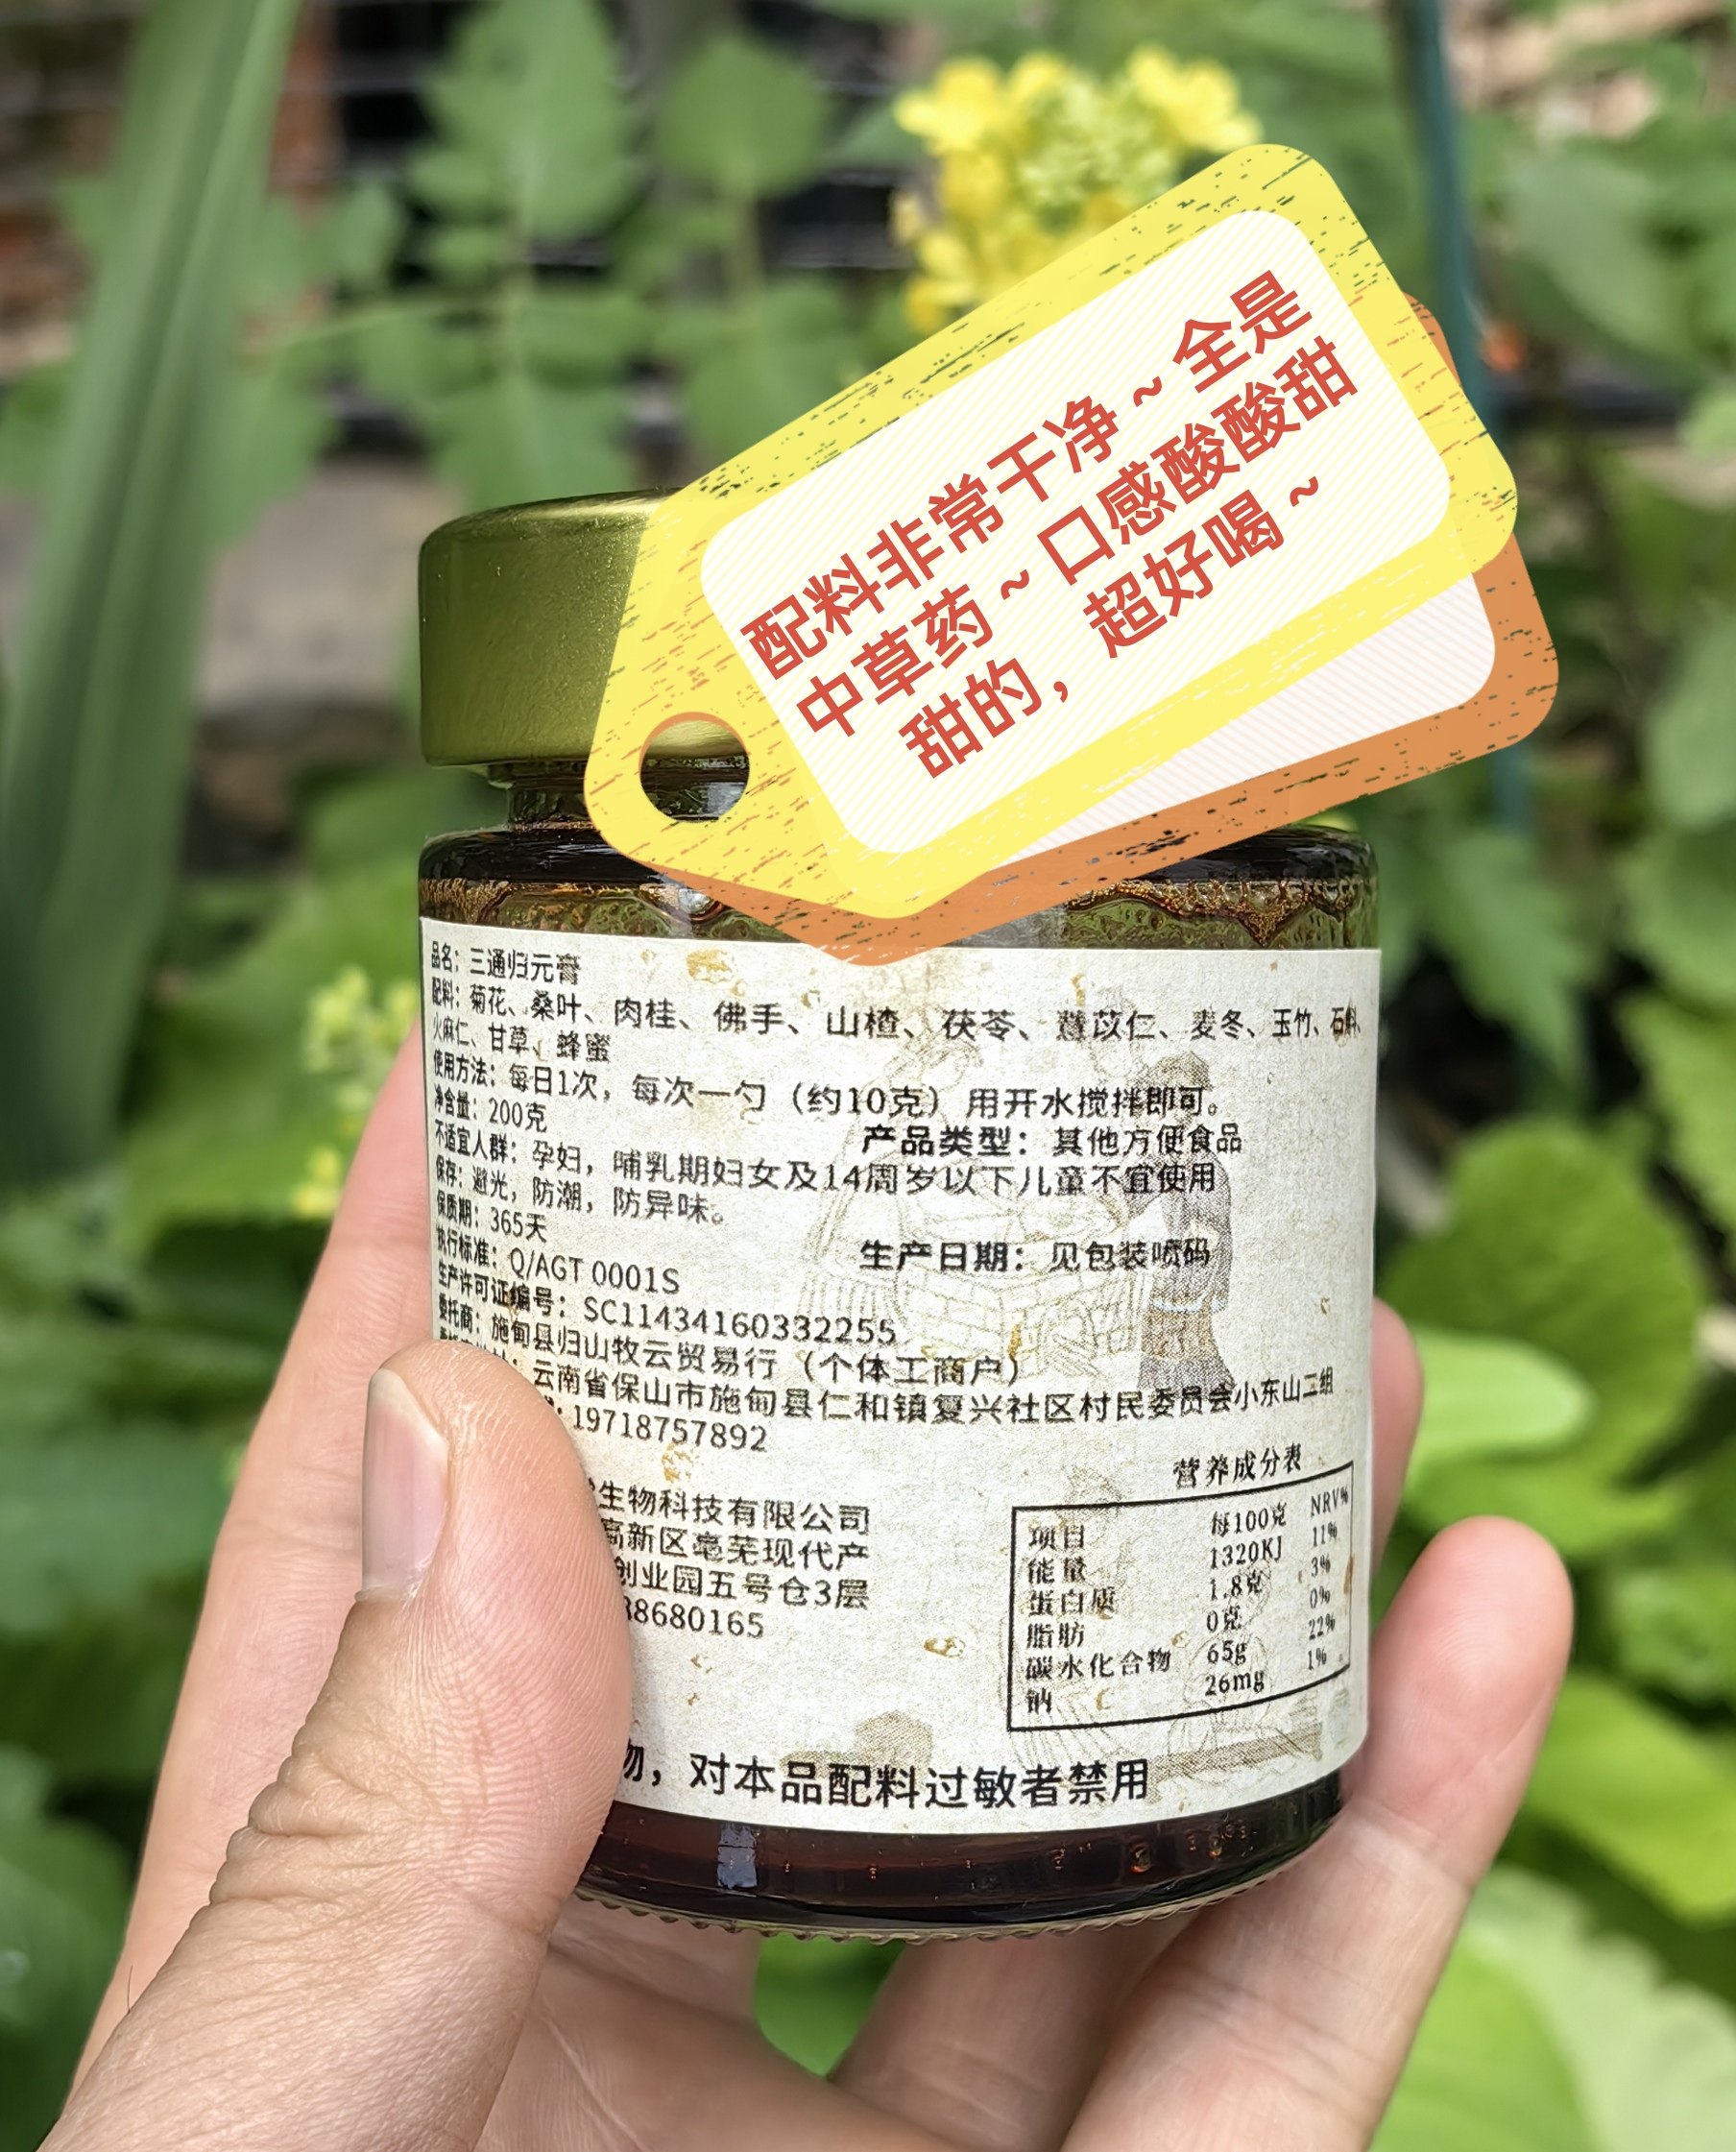 配料非常干净~全是
中草药~口感酸酸甜
甜的， 超好喝~
品名：三通归元膏
配料：菊花、桑叶、肉桂、佛手、山楂、茯苓、薏苡仁、麦冬、玉竹、石斛、
火麻仁、甘草、蜂蜜
使用方法：每日1次，每次一勺（约10克）用开水搅拌即可。
净含量：200克
产品类型：其他方便食品
不适宜人群：孕妇，哺乳期妇女及14周岁以下儿童不宜使用
保存：避光，防潮，防异味。
保质期：365天
生产日期：见包装喷码
执行标准：Q/AGT 0001S
生产许可证编号：SC11434160332255
委托商：施甸县归山牧云贸易行（个体工商户）
云南省保山市施甸县仁和镇复兴社区村民委员会小东山二组
19718757892
生物科技有限公司
高新区亳芜现代产
创业园五号仓3层
38680165
营养成分表
项目 每100克 NRV%
能量 1320KJ 11%
蛋白质 1.8克 3%
脂肪 0克 0%
碳水化合物 65g 22%
钠 26mg 1%
物，对本品配料过敏者禁用